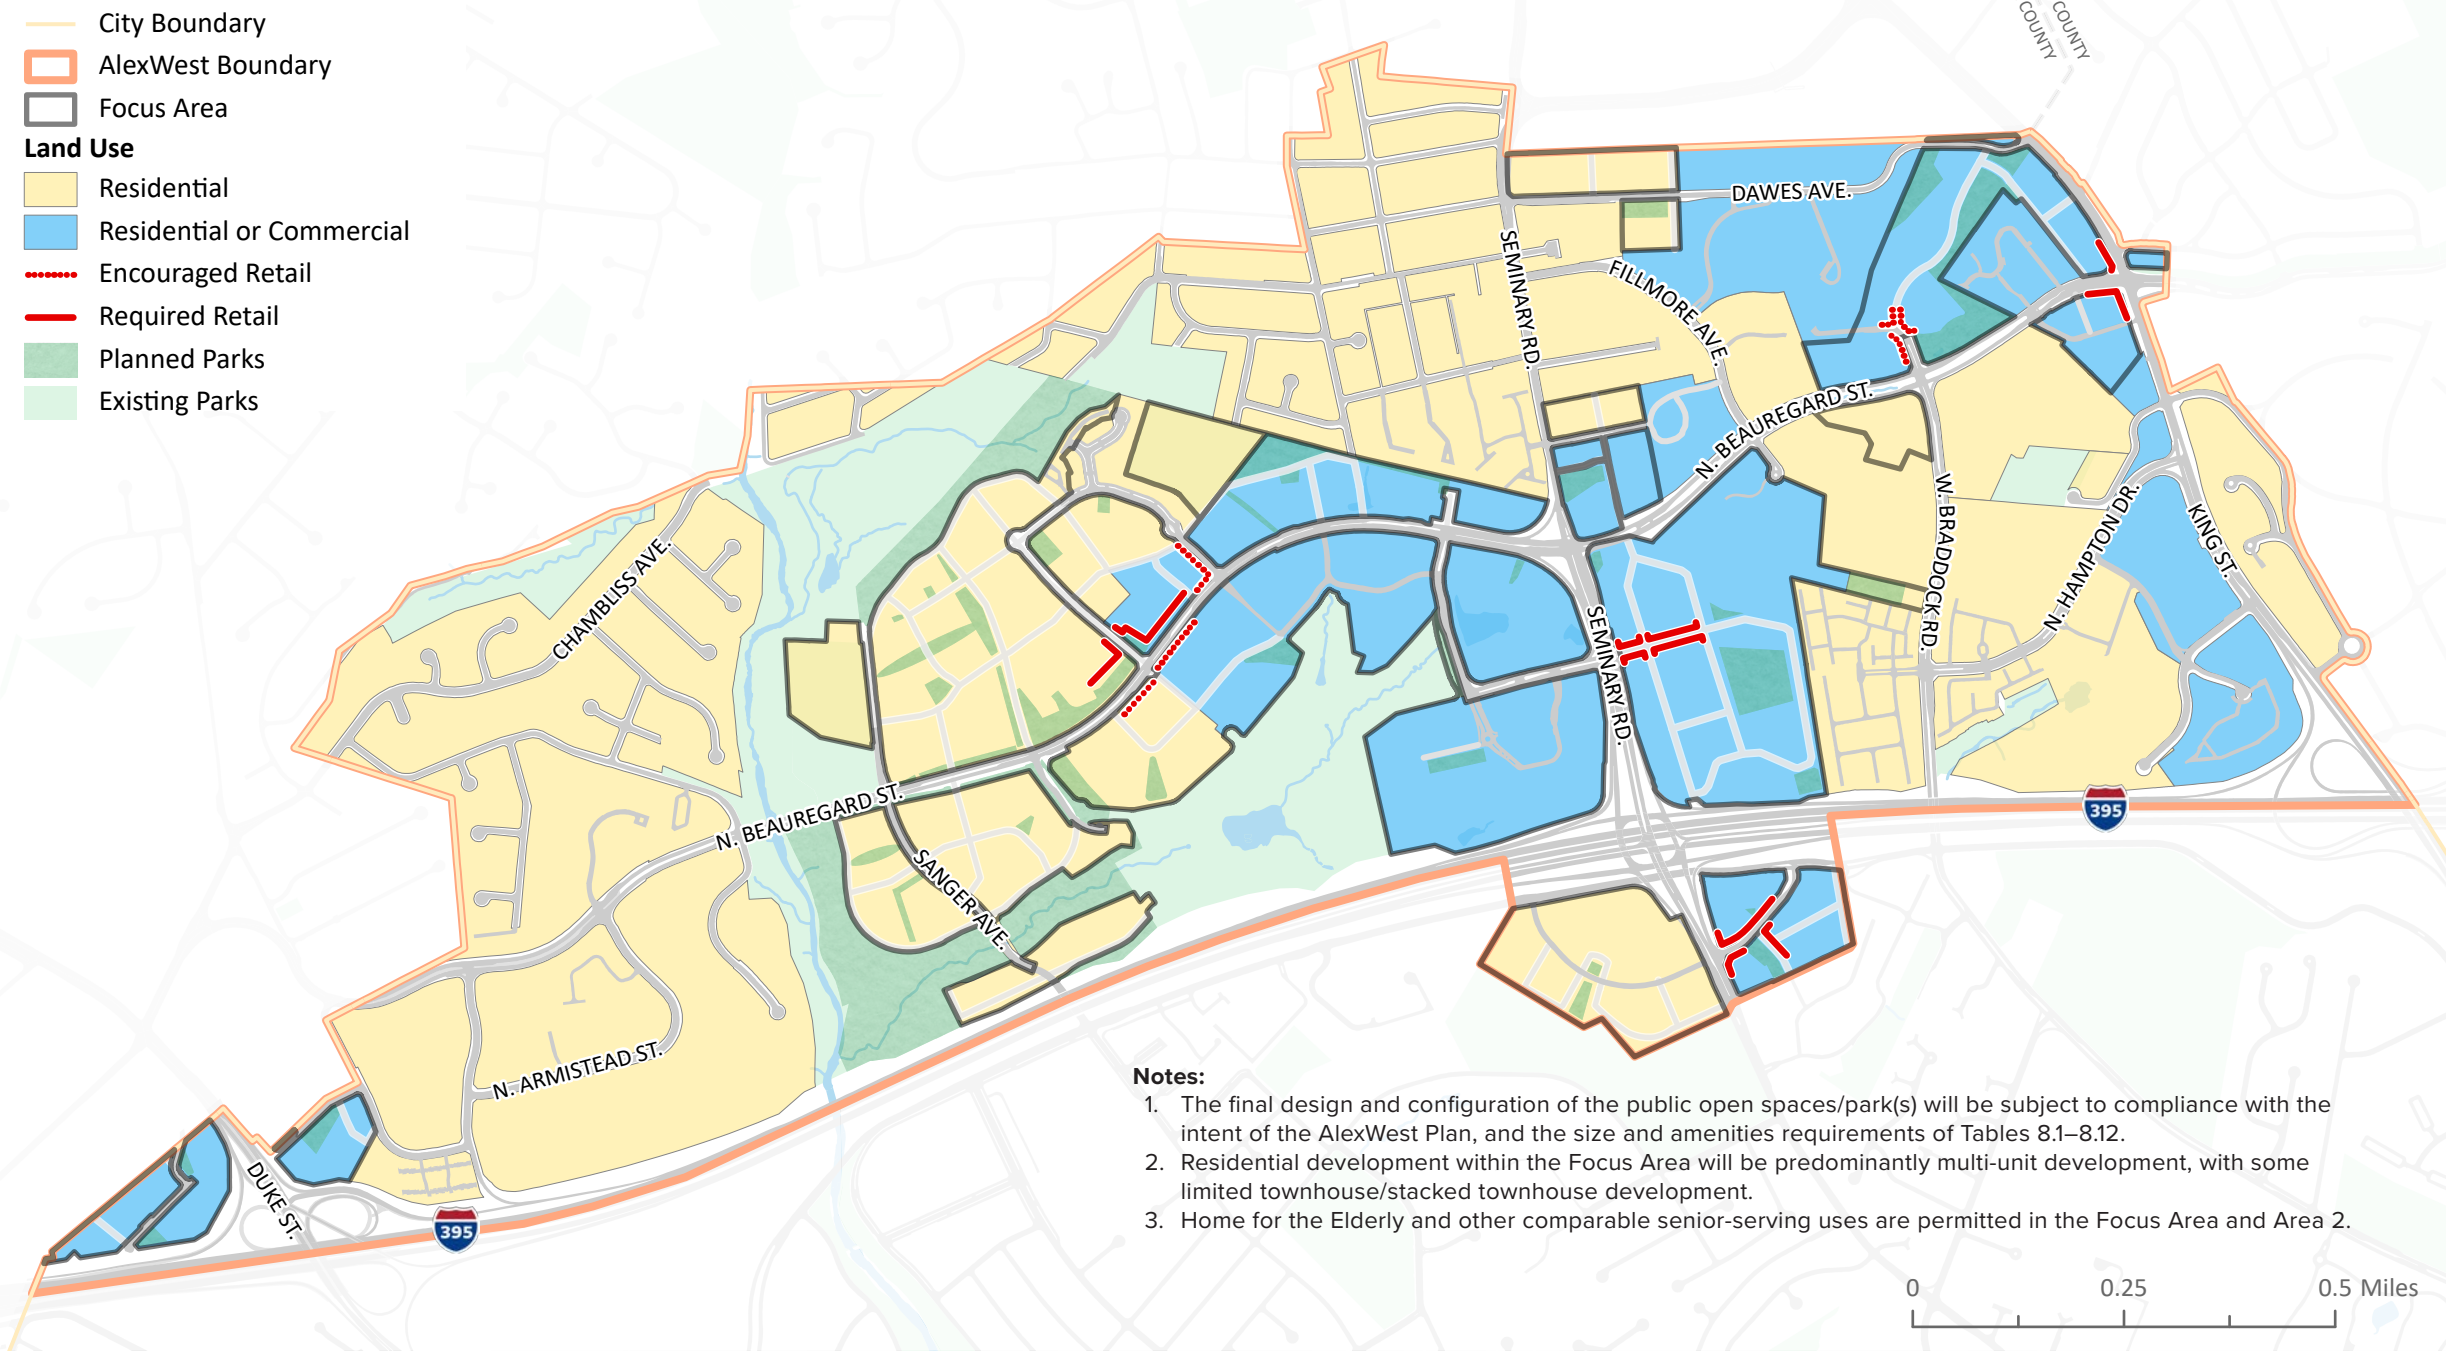 City Boundary
AlexWest Boundary
Focus Area
Land Use
Residential
Residential or Commercial
Encouraged Retail
Required Retail
Planned Parks
Existing Parks
COUNTY
COUNTY
DAWES AVE.
SEMINARY RD.
FILLMORE AVE.
N. BEAUREGARD ST.
W. BRADDOCK RD.
N. HAMPTON DR.
KING ST.
CHAMBLISS AVE.
SEMINARY RD.
N. BEAUREGARD ST.
SANGER AVE.
395
N. ARMISTEAD ST.
DUKE ST.
395
Notes:
1. The final design and configuration of the public open spaces/park(s) will be subject to compliance with the
intent of the AlexWest Plan, and the size and amenities requirements of Tables 8.1–8.12.
2. Residential development within the Focus Area will be predominantly multi-unit development, with some
limited townhouse/stacked townhouse development.
3. Home for the Elderly and other comparable senior-serving uses are permitted in the Focus Area and Area 2.
0 0.25 0.5 Miles